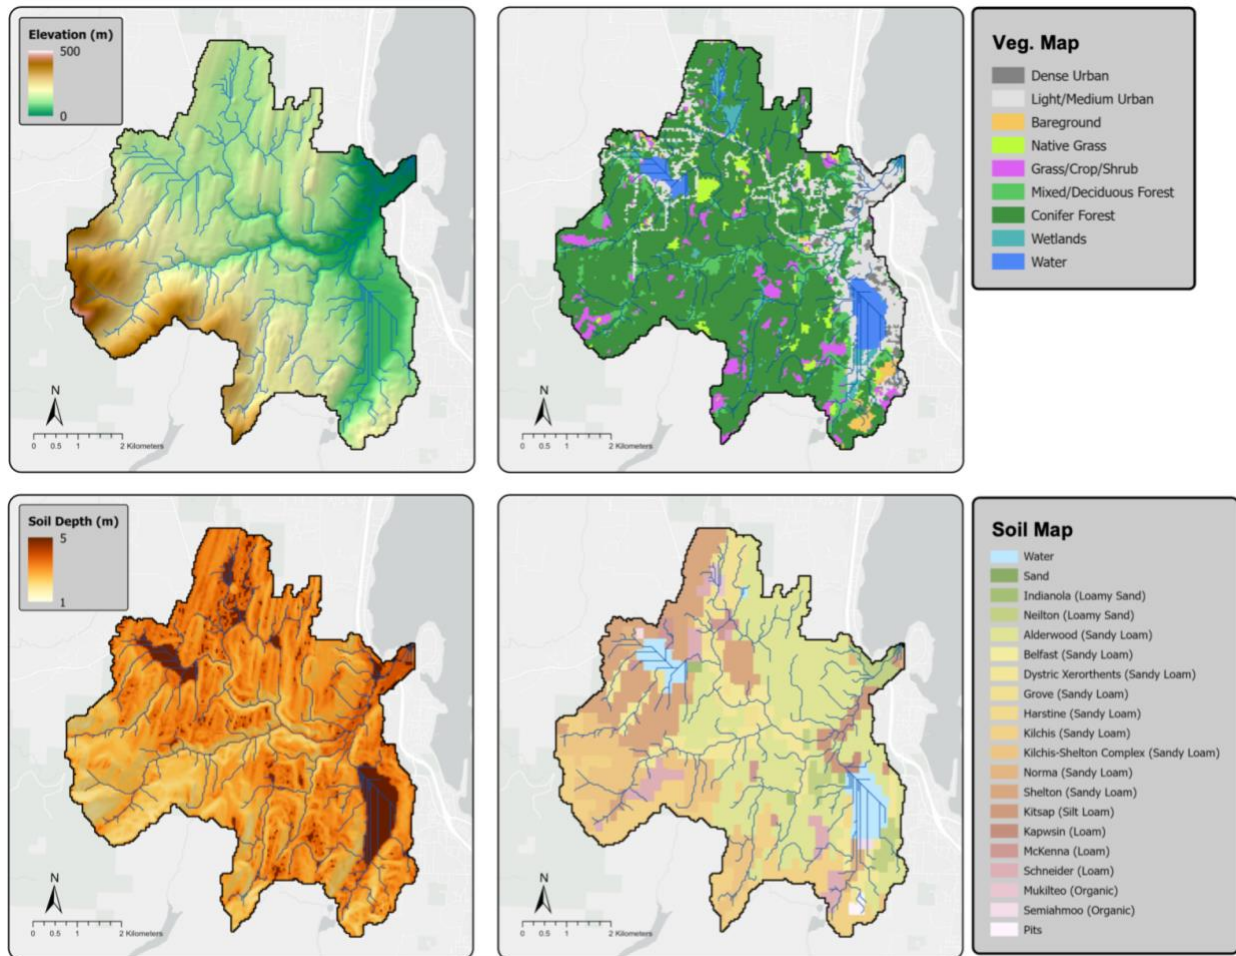 Elevation (m)
500
0
N
0 0.5 1 2 Kilometers
N
0 0.5 1 2 Kilometers
Veg. Map
Dense Urban
Light/Medium Urban
Bareground
Native Grass
Grass/Crop/Shrub
Mixed/Deciduous Forest
Conifer Forest
Wetlands
Water
Soil Depth (m)
5
1
N
0 0.5 1 2 Kilometers
N
0 0.5 1 2 Kilometers
Soil Map
Water
Sand
Indianola (Loamy Sand)
Neilton (Loamy Sand)
Alderwood (Sandy Loam)
Belfast (Sandy Loam)
Dystric Xerorthents (Sandy Loam)
Grove (Sandy Loam)
Harstine (Sandy Loam)
Kilchis (Sandy Loam)
Kilchis-Shelton Complex (Sandy Loam)
Norma (Sandy Loam)
Shelton (Sandy Loam)
Kitsap (Silt Loam)
Kapwsin (Loam)
McKenna (Loam)
Schneider (Loam)
Mukilteo (Organic)
Semiahmoo (Organic)
Pits